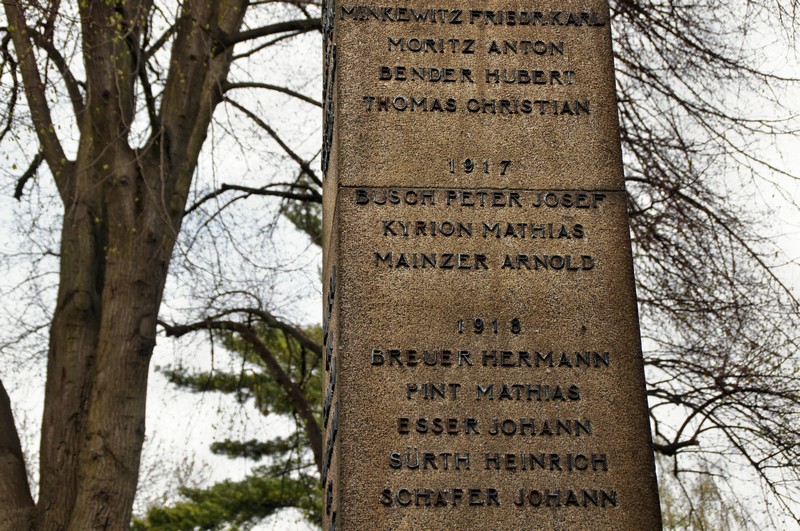 MINKEWITZ FRIEDR. KARL
MORITZ ANTON
BENDER HUBERT
THOMAS CHRISTIAN
1917
BUSCH PETER JOSEF
KYRION MATHIAS
MAINZER ARNOLD
1918
BREUER HERMANN
PINT MATHIAS
ESSER JOHANN
SÜRTH HEINRICH
SCHÄFER JOHANN